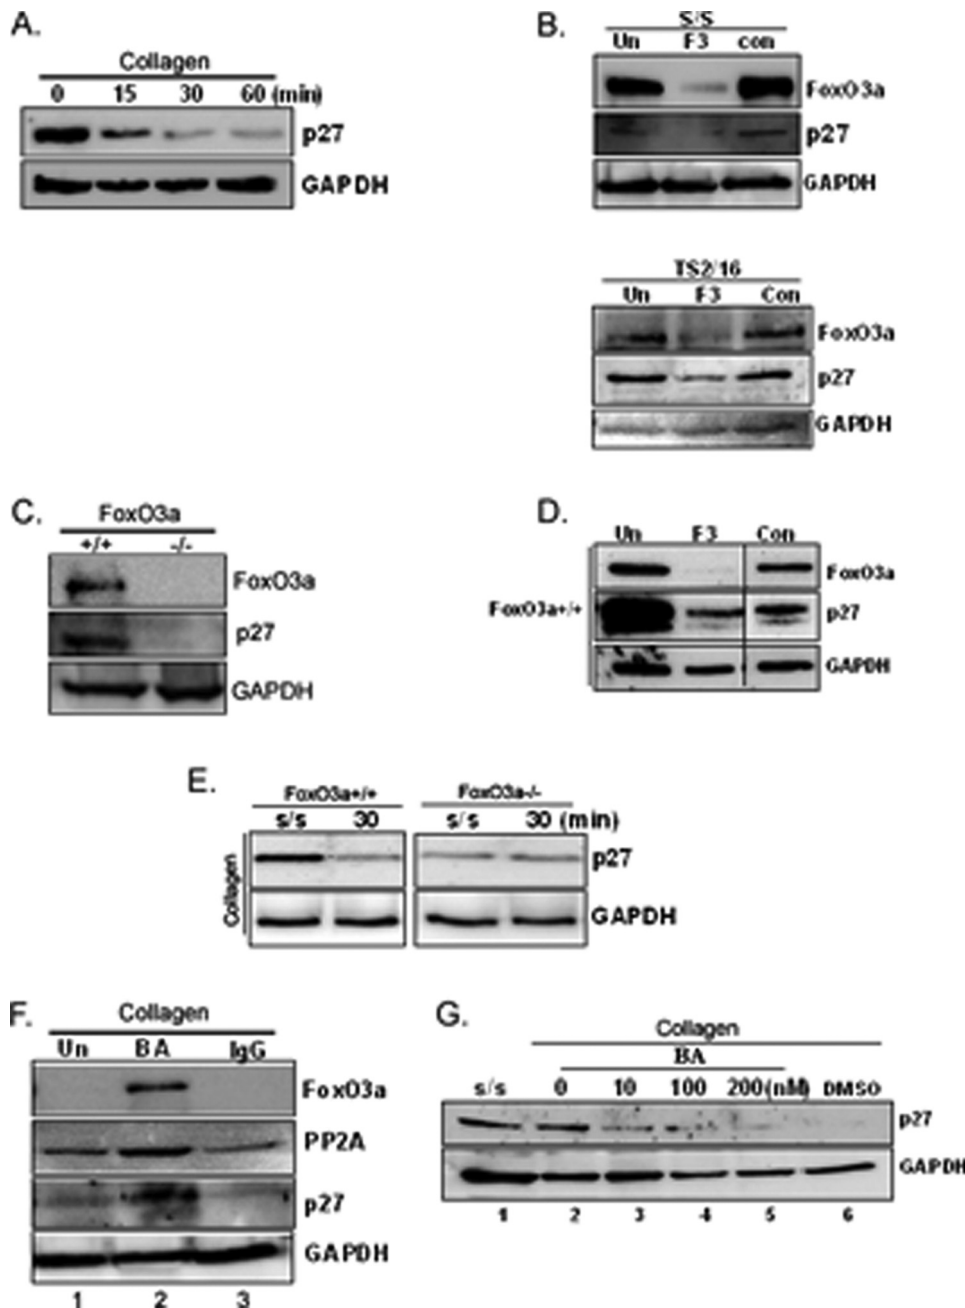 A.
Collagen
0 15 30 60 (min)
p27
GAPDH
B.
S/S
Un F3 con
FoxO3a
p27
GAPDH
TS2/16
Un F3 Con
FoxO3a
p27
GAPDH
C.
FoxO3a
+/+ -/-
FoxO3a
p27
GAPDH
D.
Un F3 Con
FoxO3a
FoxO3a+/+
p27
GAPDH
E.
FoxO3a+/+ FoxO3a-/-
s/s 30 s/s 30 (min)
Collagen
p27
GAPDH
F.
Collagen
Un BA IgG
FoxO3a
PP2A
p27
GAPDH
1 2 3
G.
Collagen
BA
s/s 0 10 100 200(nM) DMSO
p27
GAPDH
1 2 3 4 5 6